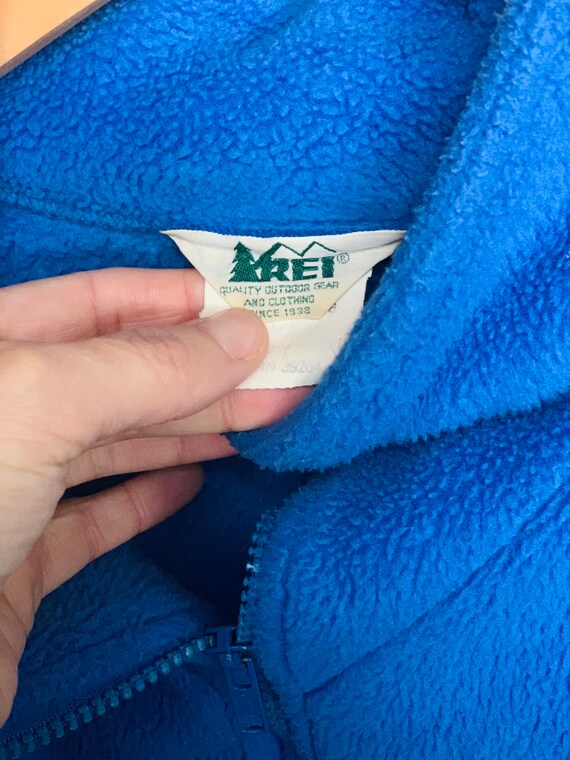 REI®
QUALITY OUTDOOR GEAR
AND CLOTHING
SINCE 1938